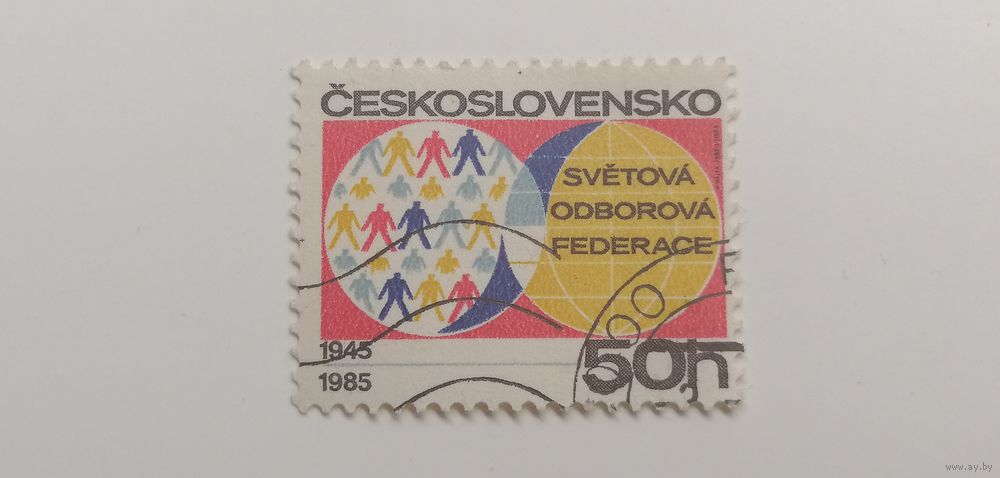 ČESKOSLOVENSKO
SVĚTOVÁ
ODBOROVÁ
FEDERACE
1945
1985
50h
www.ay.by